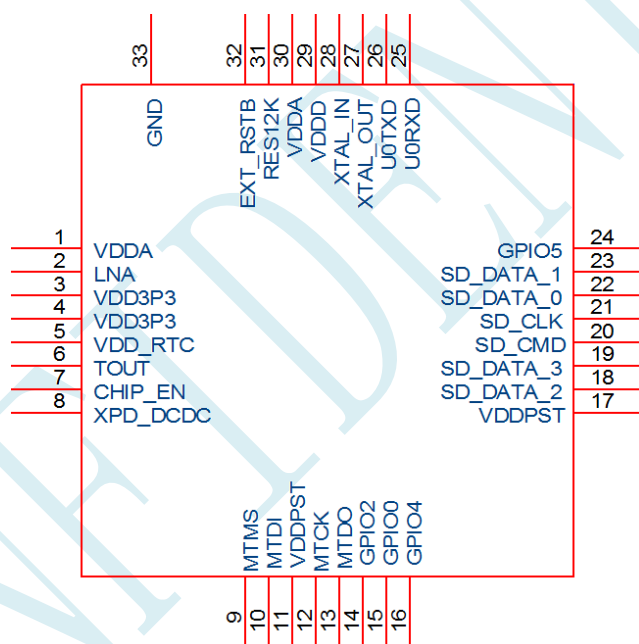 33
32
31
30
29
28
27
26
25
GND
EXT_RSTB
RES12K
VDDA
VDDD
XTAL_IN
XTAL_OUT
U0TXD
U0RXD
1 VDDA
2 LNA
3 VDD3P3
4 VDD3P3
5 VDD_RTC
6 TOUT
7 CHIP_EN
8 XPD_DCDC
GPIO5 24
SD_DATA_1 23
SD_DATA_0 22
SD_CLK 21
SD_CMD 20
SD_DATA_3 19
SD_DATA_2 18
VDDPST 17
MTMS
MTDI
VDDPST
MTCK
MTDO
GPIO2
GPIO0
GPIO4
9
10
11
12
13
14
15
16